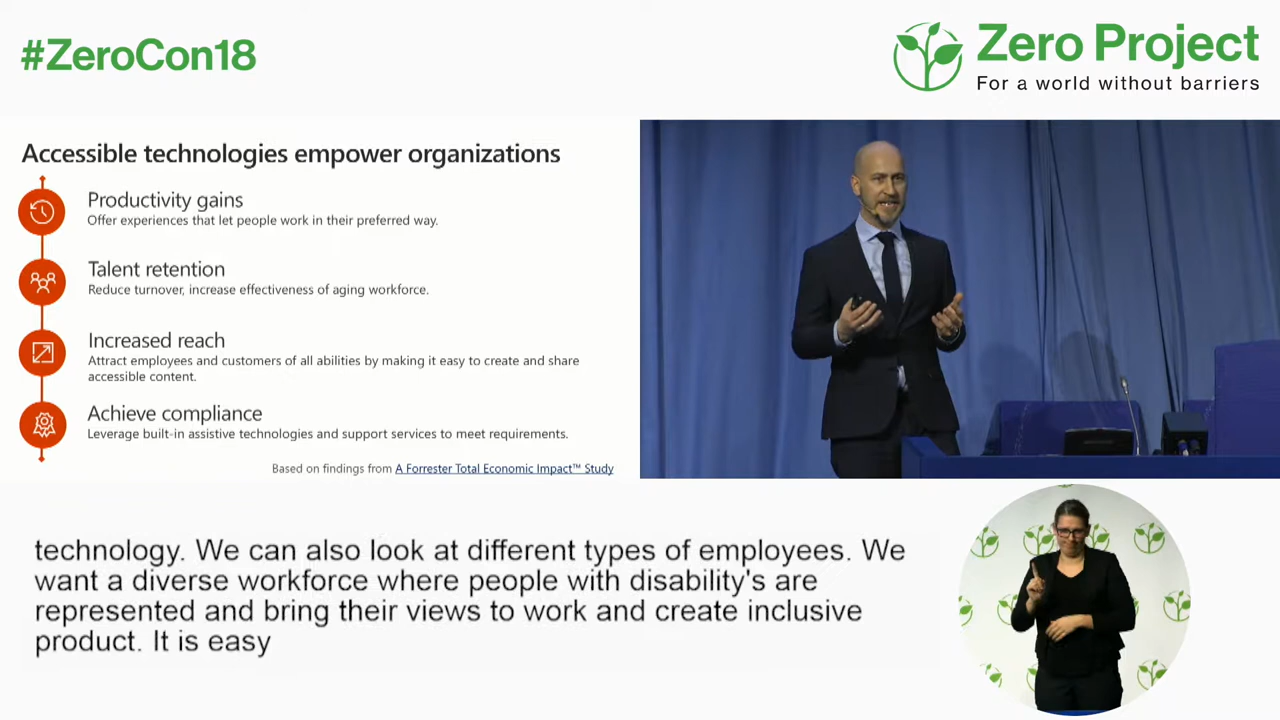 #ZeroCon18
Zero Project
For a world without barriers
Accessible technologies empower organizations
Productivity gains
Offer experiences that let people work in their preferred way.
Talent retention
Reduce turnover, increase effectiveness of aging workforce.
Increased reach
Attract employees and customers of all abilities by making it easy to create and share
accessible content.
Achieve compliance
Leverage built-in assistive technologies and support services to meet requirements.
Based on findings from A Forrester Total Economic Impact™ Study
technology. We can also look at different types of employees. We
want a diverse workforce where people with disability's are
represented and bring their views to work and create inclusive
product. It is easy